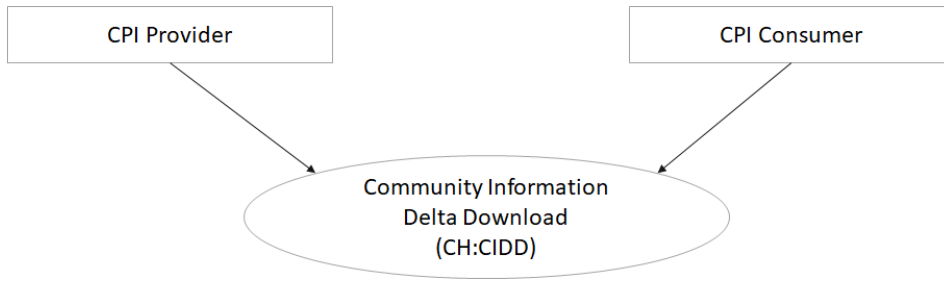 CPI Provider
CPI Consumer
Community Information
Delta Download
(CH:CIDD)